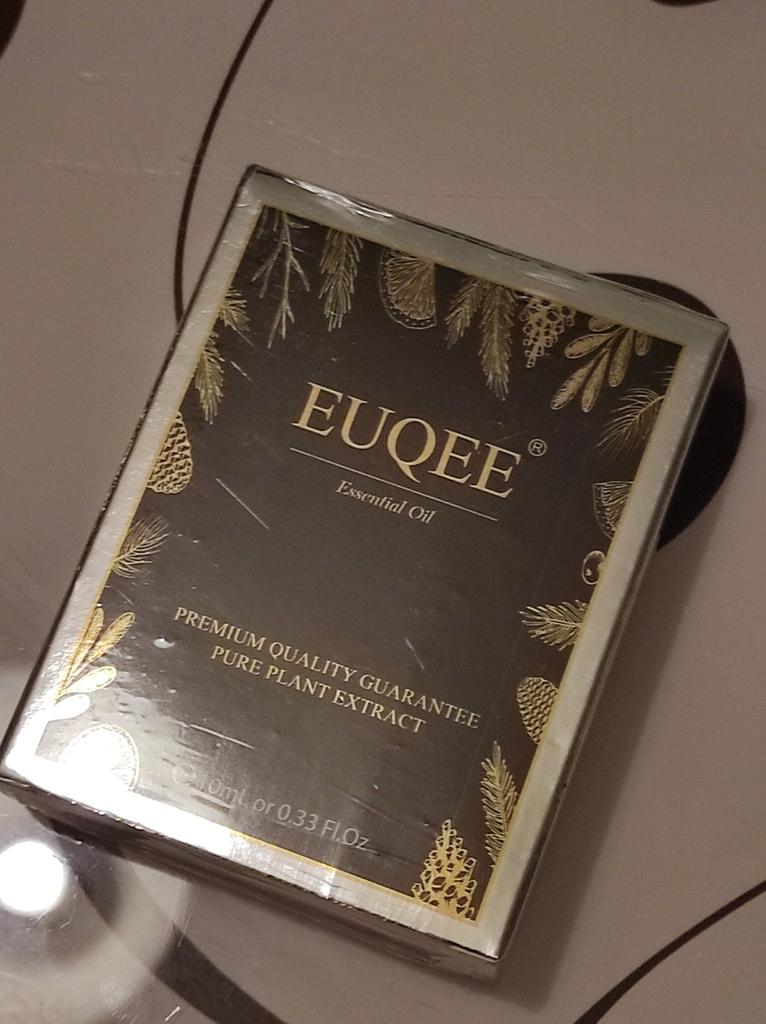 EUQEE®
Essential Oil
PREMIUM QUALITY GUARANTEE
PURE PLANT EXTRACT
℮ 10mL or 0.33 Fl.Oz